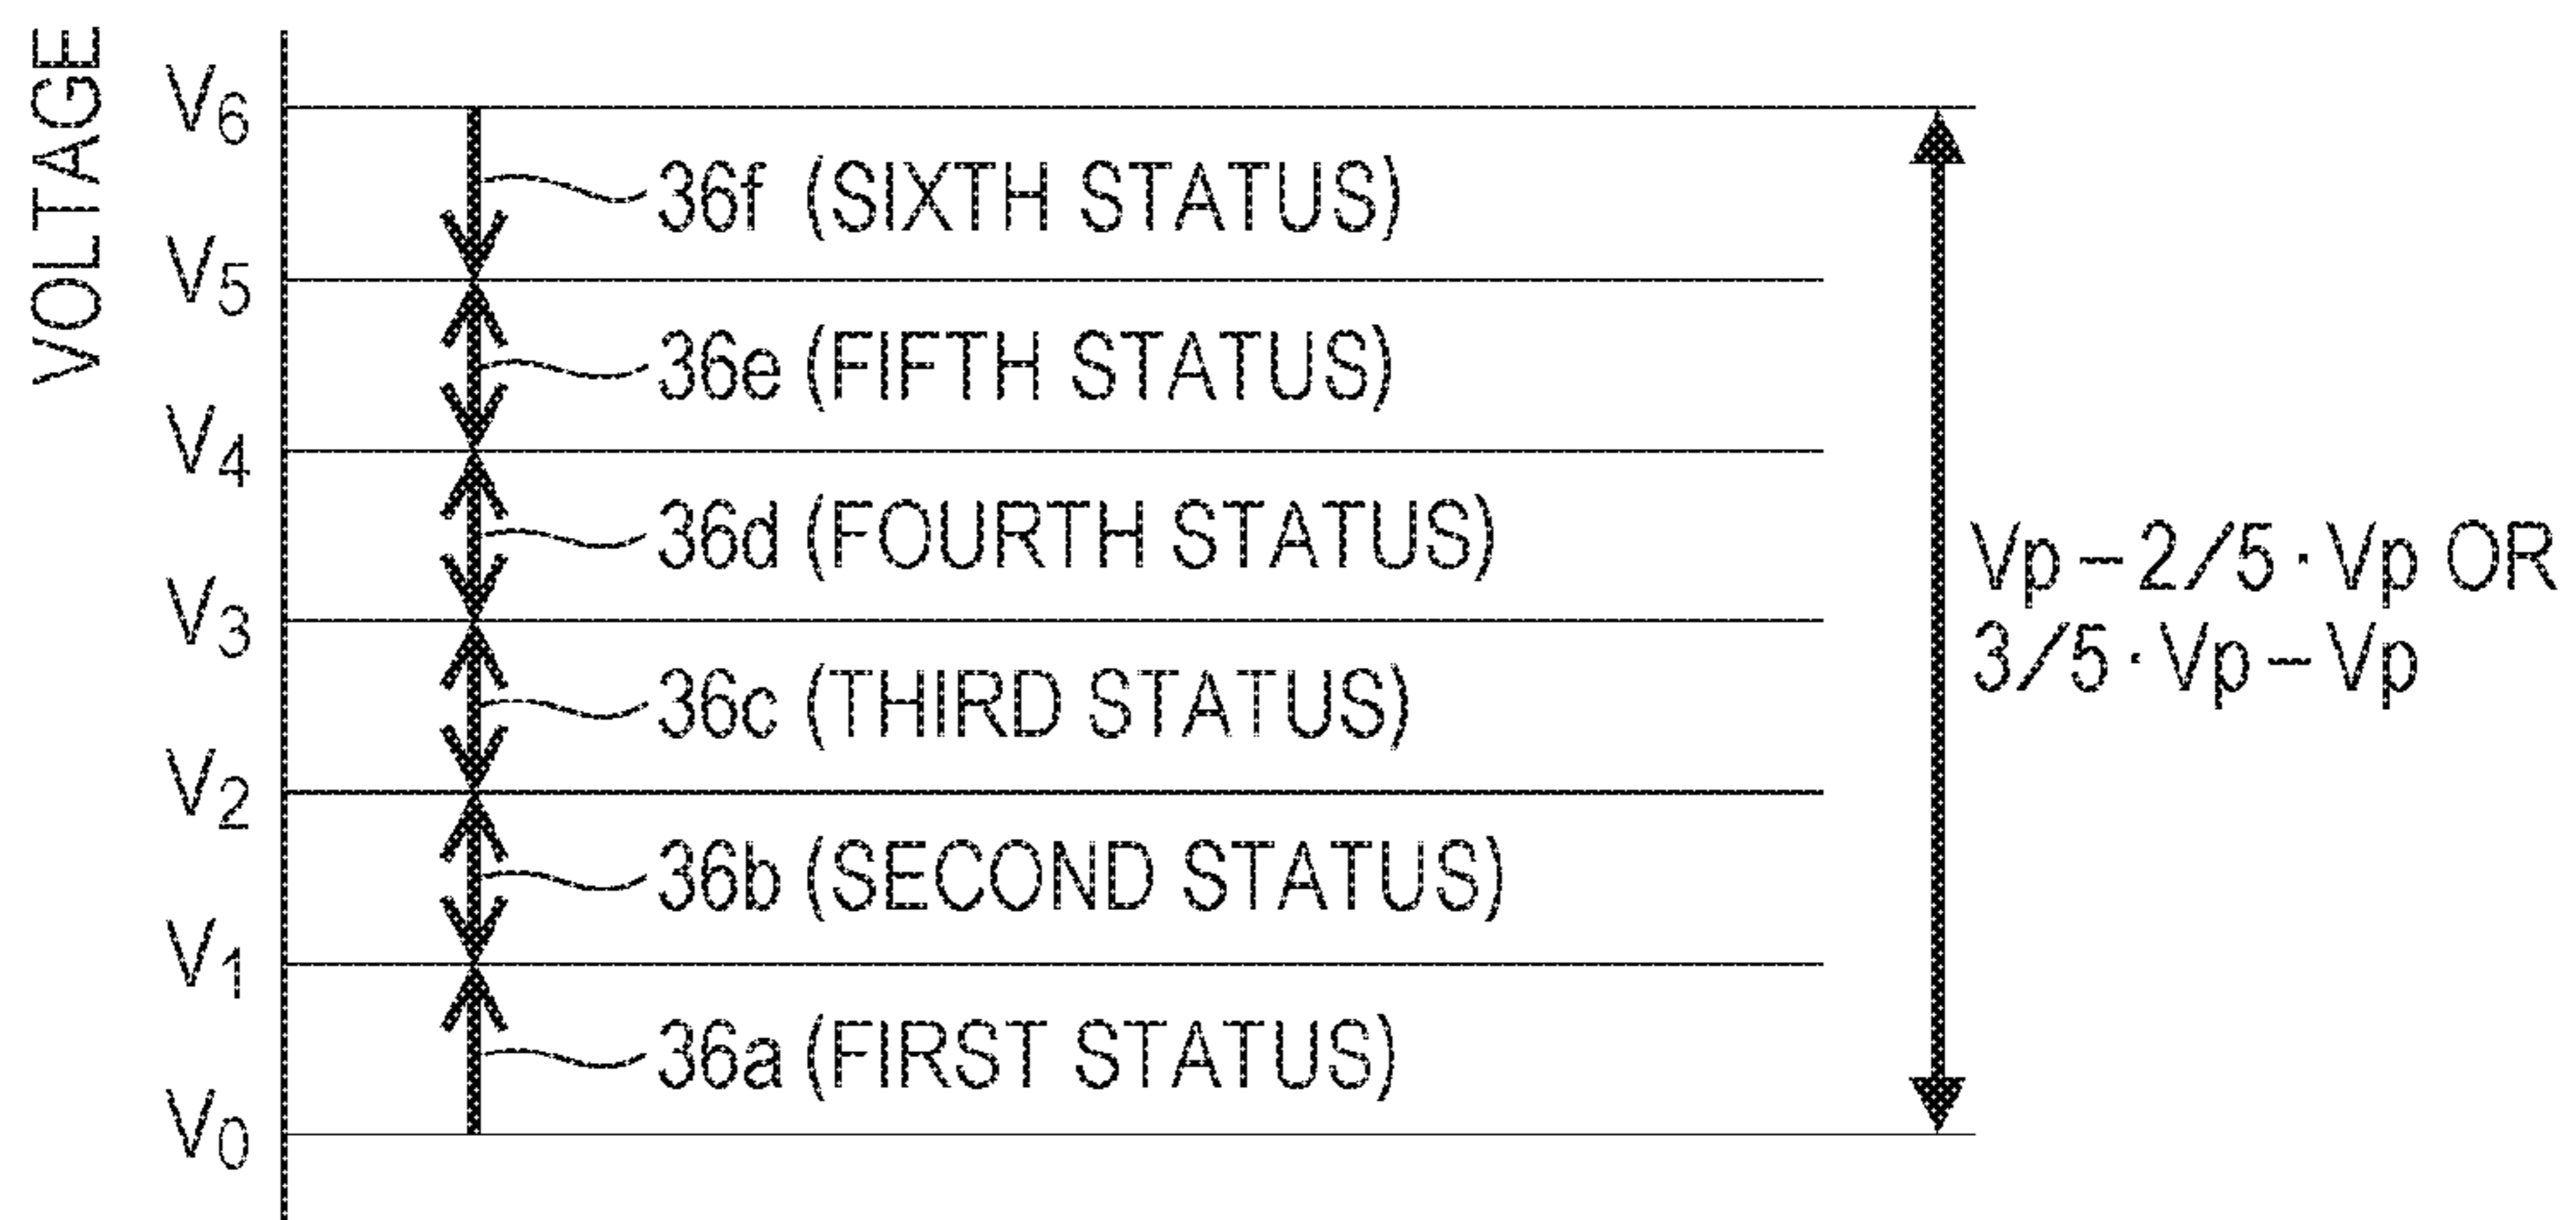 VOLTAGE
V6
36f (SIXTH STATUS)
V5
36e (FIFTH STATUS)
V4
36d (FOURTH STATUS)
Vp-2/5·Vp OR
3/5·Vp-Vp
V3
36c (THIRD STATUS)
V2
36b (SECOND STATUS)
V1
36a (FIRST STATUS)
V0